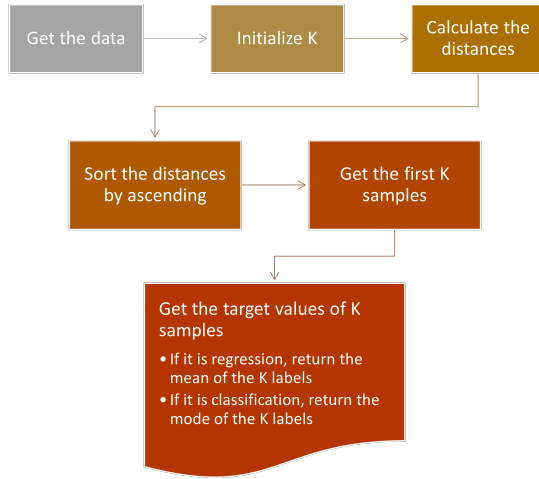 Get the data
Initialize K
Calculate the
distances
Sort the distances
by ascending
Get the first K
samples
Get the target values of K
samples
• If it is regression, return the
mean of the K labels
• If it is classification, return the
mode of the K labels